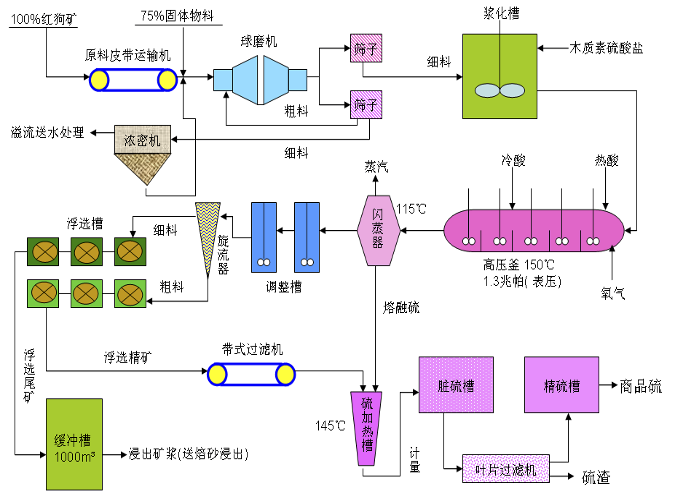 100%红狗矿
75%固体物料
球磨机
浆化槽
原料皮带运输机
筛子
细料
木质素硫酸盐
筛子
粗料
溢流送水处理
浓密机
细料
蒸汽
冷酸
热酸
浮选槽
细料
旋流器
闪蒸器
115℃
高压釜 150℃
1.3兆帕( 表压)
调整槽
粗料
氧气
熔融硫
浮选尾矿
浮选精矿
带式过滤机
脏硫槽
精硫槽
商品硫
硫加热槽
145℃
缓冲槽
1000m³
浸出矿浆(送焙砂浸出)
计量
叶片过滤机
硫渣